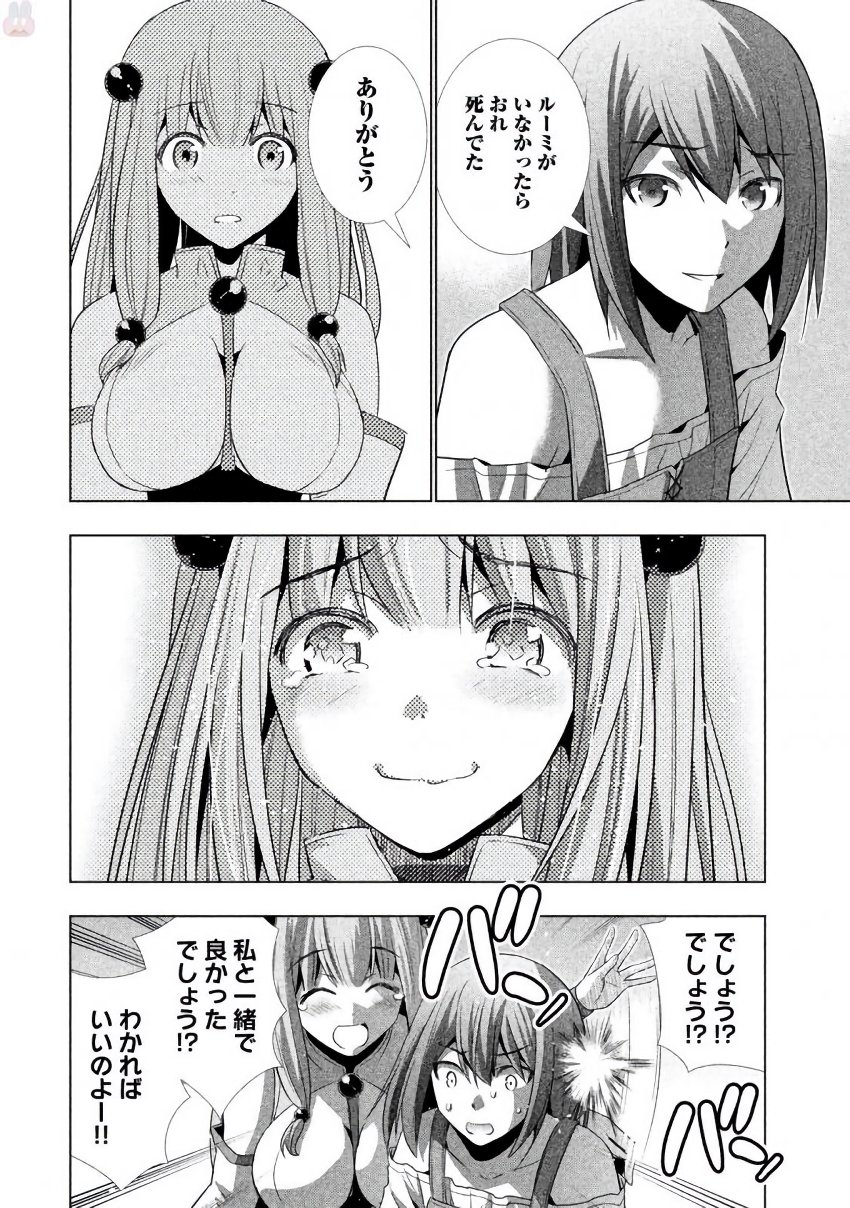 ルーミが
いなかったら
おれ
死んでた
ありがとう
でしょう!?
でしょう!?
バンッ
バンッ
私と一緒で
良かった
でしょう!?
わかれば
いいのよー!!